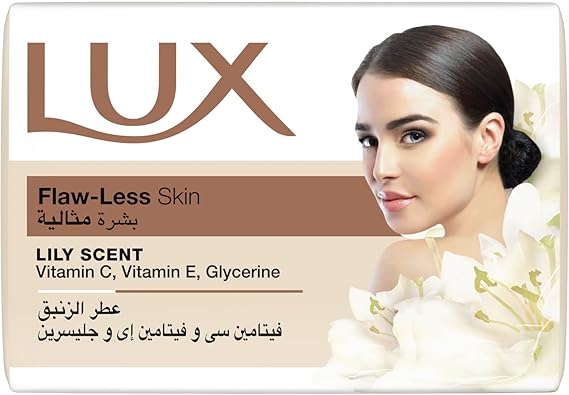 LUX
Flaw-Less Skin
بشرة مثالية
LILY SCENT
Vitamin C, Vitamin E, Glycerine
عطر الزنبق
فيتامين سى و فيتامين إى و جليسرين